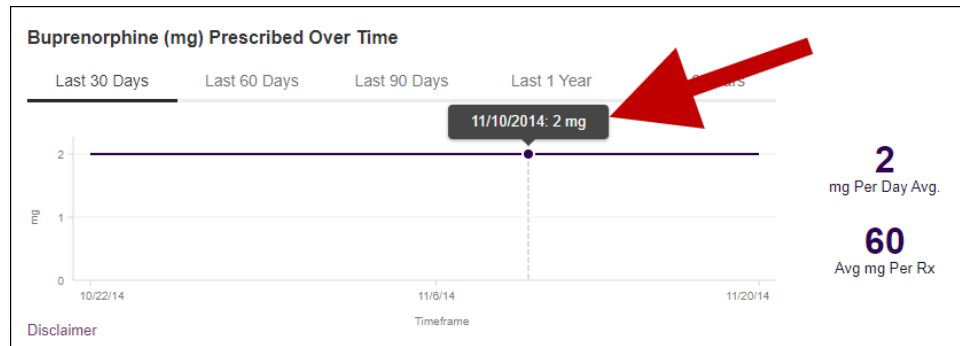 Buprenorphine (mg) Prescribed Over Time
Last 30 Days Last 60 Days Last 90 Days Last 1 Year
11/10/2014: 2 mg
2
1
0
mg
10/22/14 11/6/14 11/20/14
Timeframe
2
mg Per Day Avg.
60
Avg mg Per Rx
Disclaimer